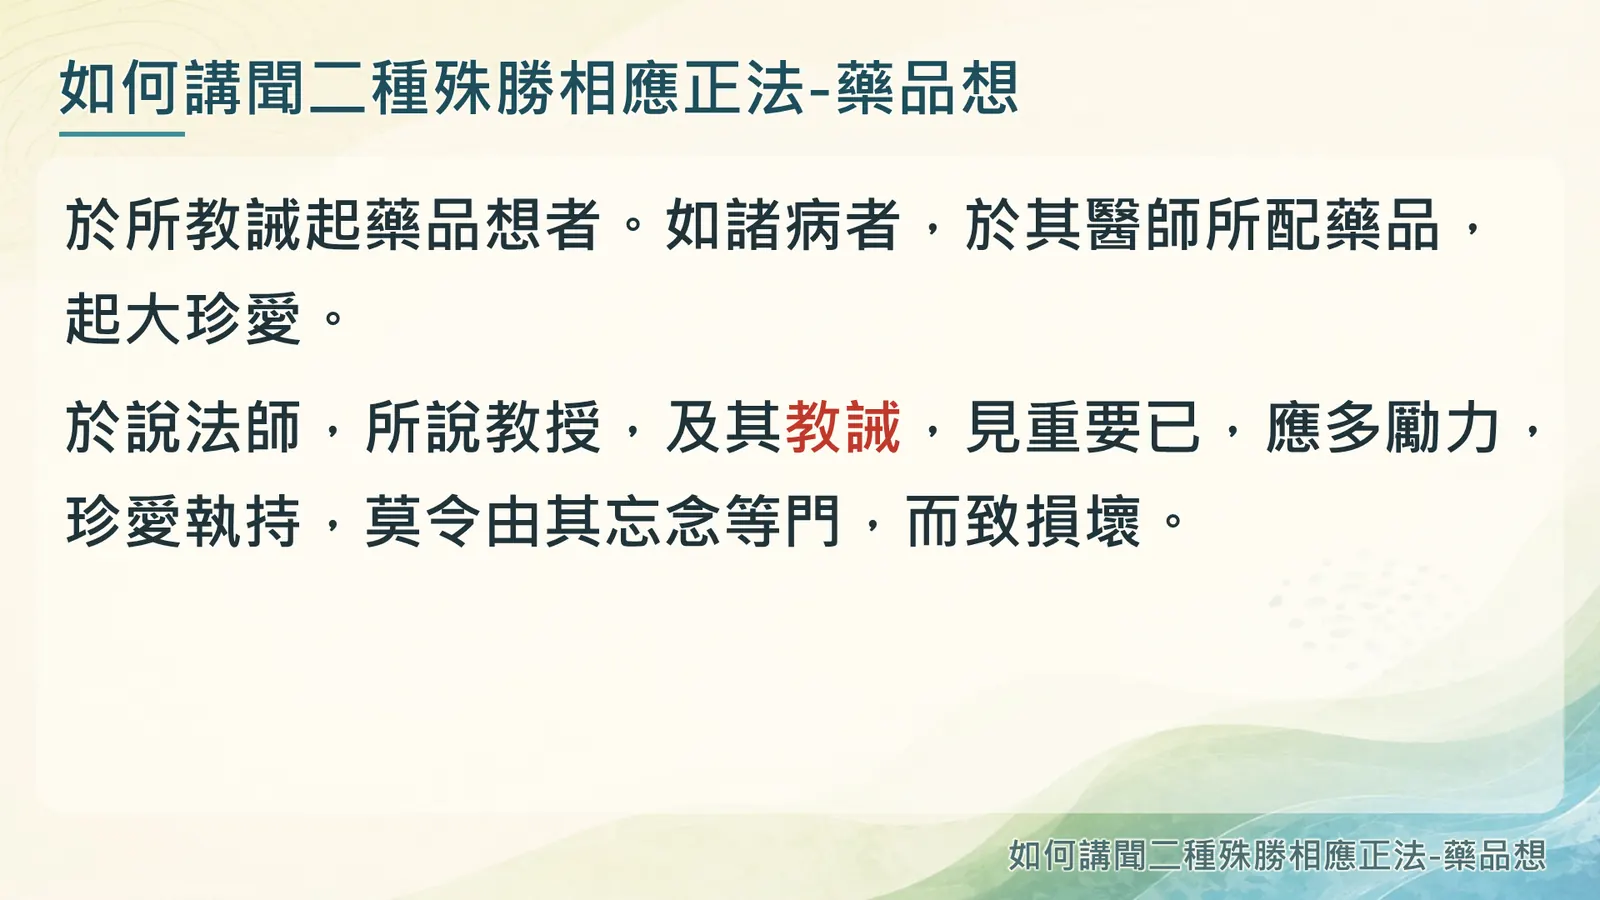 如何講聞二種殊勝相應正法-藥品想
於所教誡起藥品想者。如諸病者，於其醫師所配藥品，
起大珍愛。
於說法師，所說教授，及其教誡，見重要已，應多勵力，
珍愛執持，莫令由其忘念等門，而致損壞。
如何講聞二種殊勝相應正法-藥品想